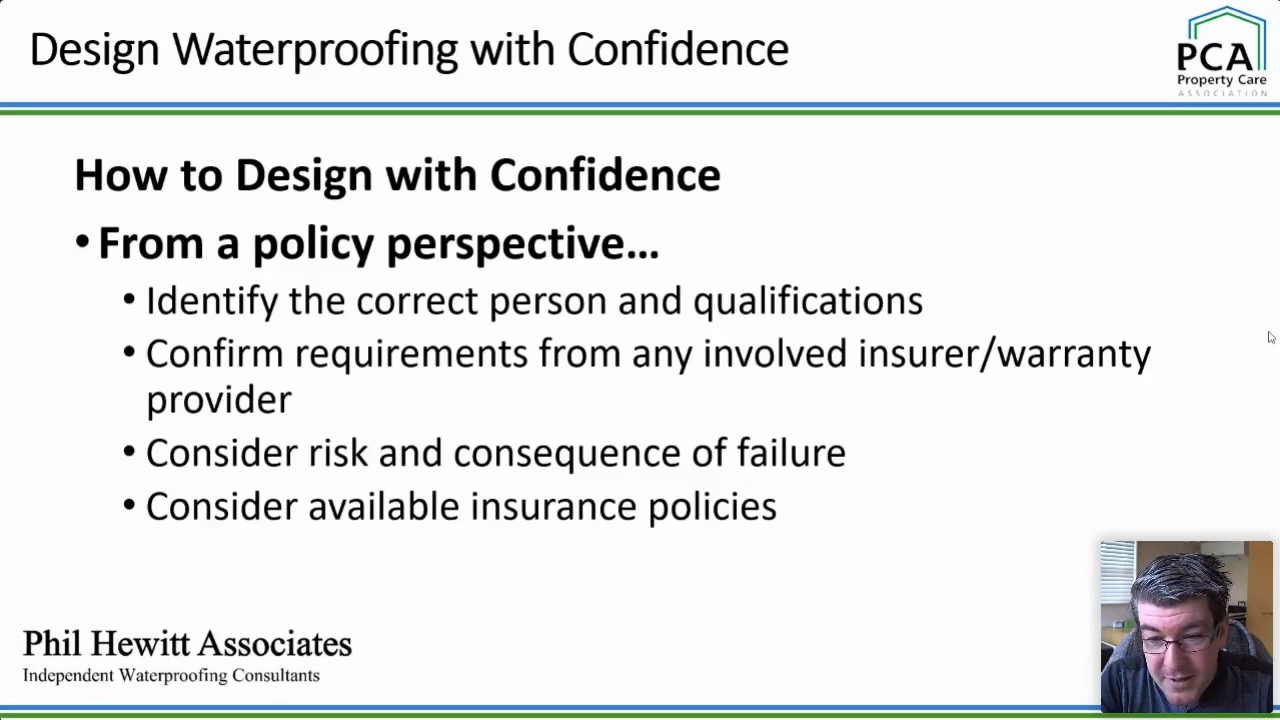 Design Waterproofing with Confidence
PCA
Property Care
ASSOCIATION
How to Design with Confidence
• From a policy perspective...
• Identify the correct person and qualifications
• Confirm requirements from any involved insurer/warranty
provider
• Consider risk and consequence of failure
• Consider available insurance policies
Phil Hewitt Associates
Independent Waterproofing Consultants